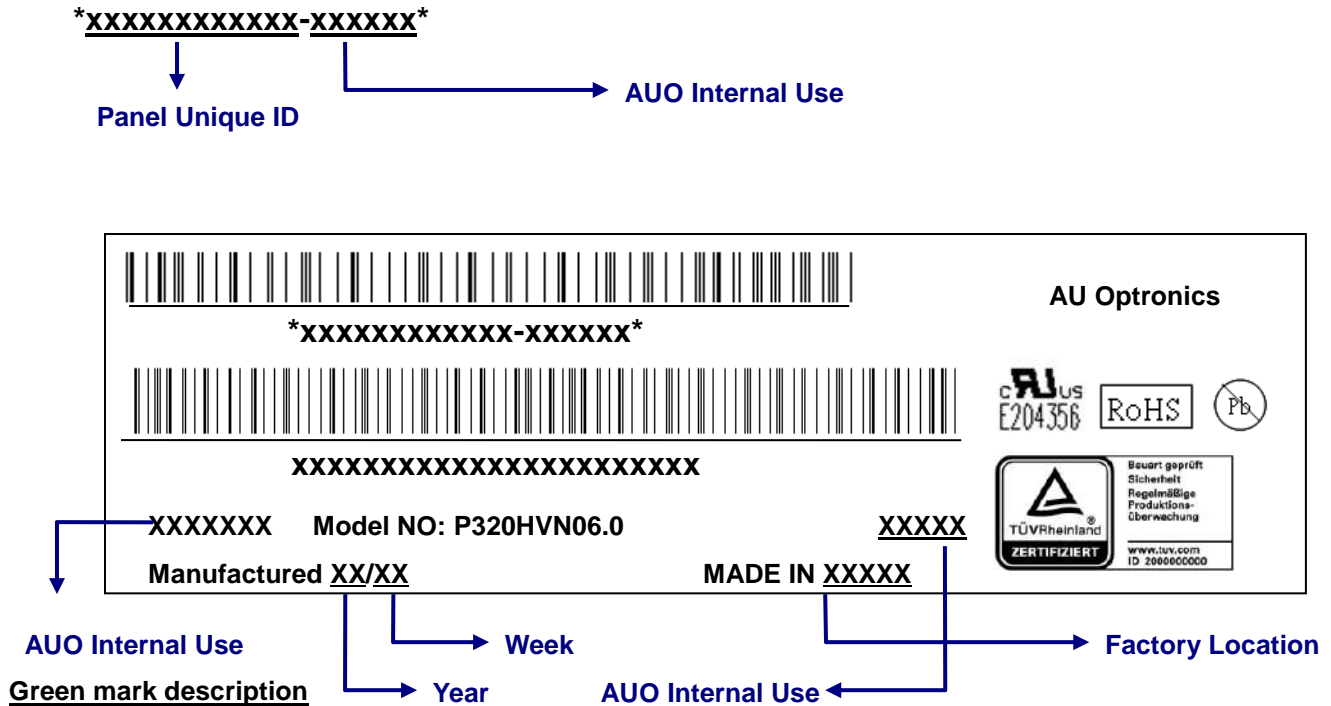 *xxxxxxxxxxxx-xxxxxx*
AUO Internal Use
Panel Unique ID
AU Optronics
*xxxxxxxxxxxx-xxxxxx*
c RU US
E204356
RoHS
Pb
xxxxxxxxxxxxxxxxxxxxxxx
Bauart geprüft
Sicherheit
Regelmäßige
Produktions-
überwachung
TÜVRheinland®
ZERTIFIZIERT
www.tuv.com
ID 2000000000
XXXXXXX Model NO: P320HVN06.0 XXXXX
Manufactured XX/XX MADE IN XXXXX
AUO Internal Use Week Factory Location
Green mark description Year AUO Internal Use